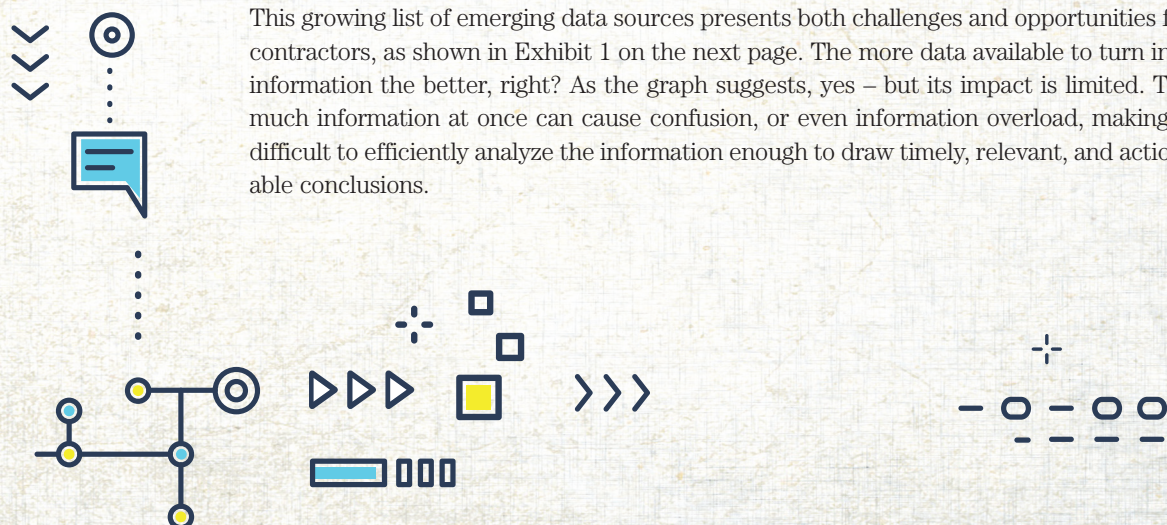 This growing list of emerging data sources presents both challenges and opportunities
contractors, as shown in Exhibit 1 on the next page. The more data available to turn in
information the better, right? As the graph suggests, yes – but its impact is limited. T
much information at once can cause confusion, or even information overload, making
difficult to efficiently analyze the information enough to draw timely, relevant, and actio
able conclusions.